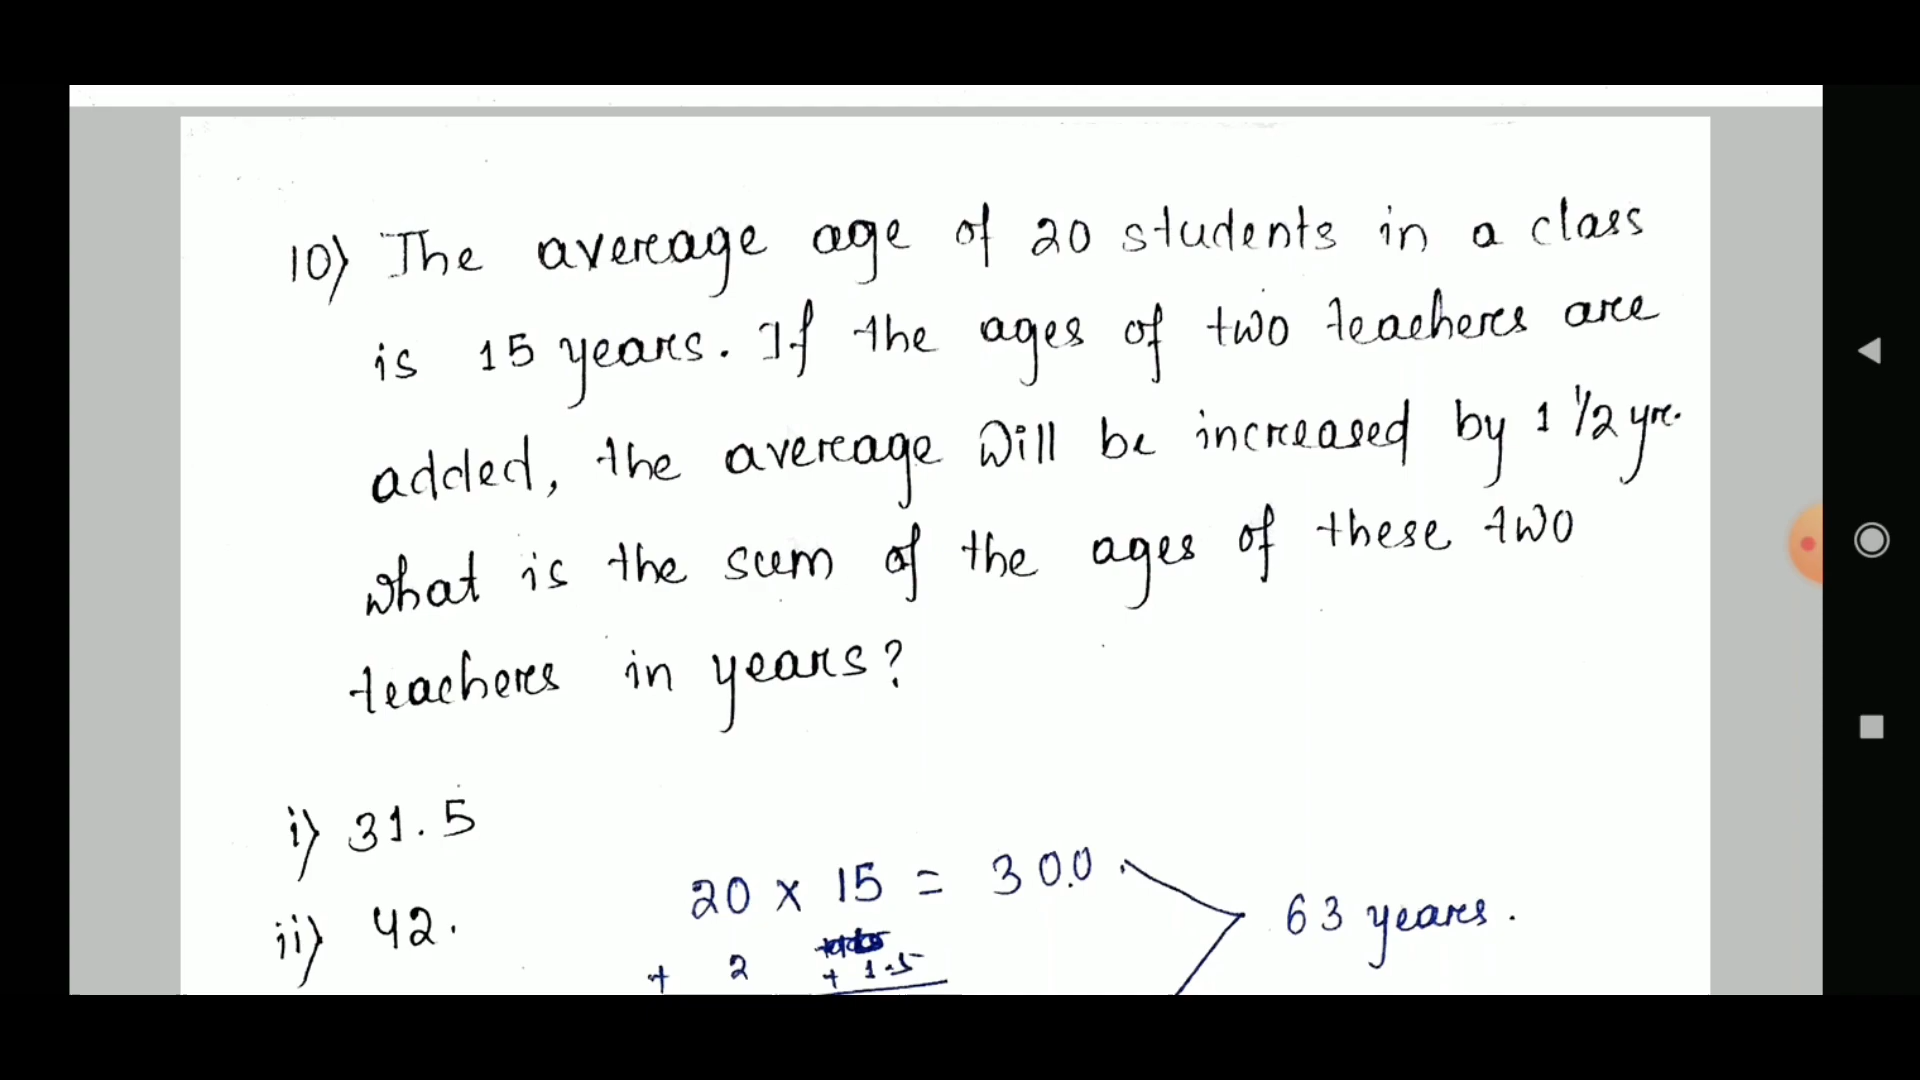 10) The average age of 20 students in a class
is 15 years. If the ages of two teachers are
added, the average will be increased by 1 1/2 yr.
what is the sum of the ages of these two
teachers in years?
i) 31.5
20 x 15 = 300
63 years.
ii) 42.
+ 2 + 1.5